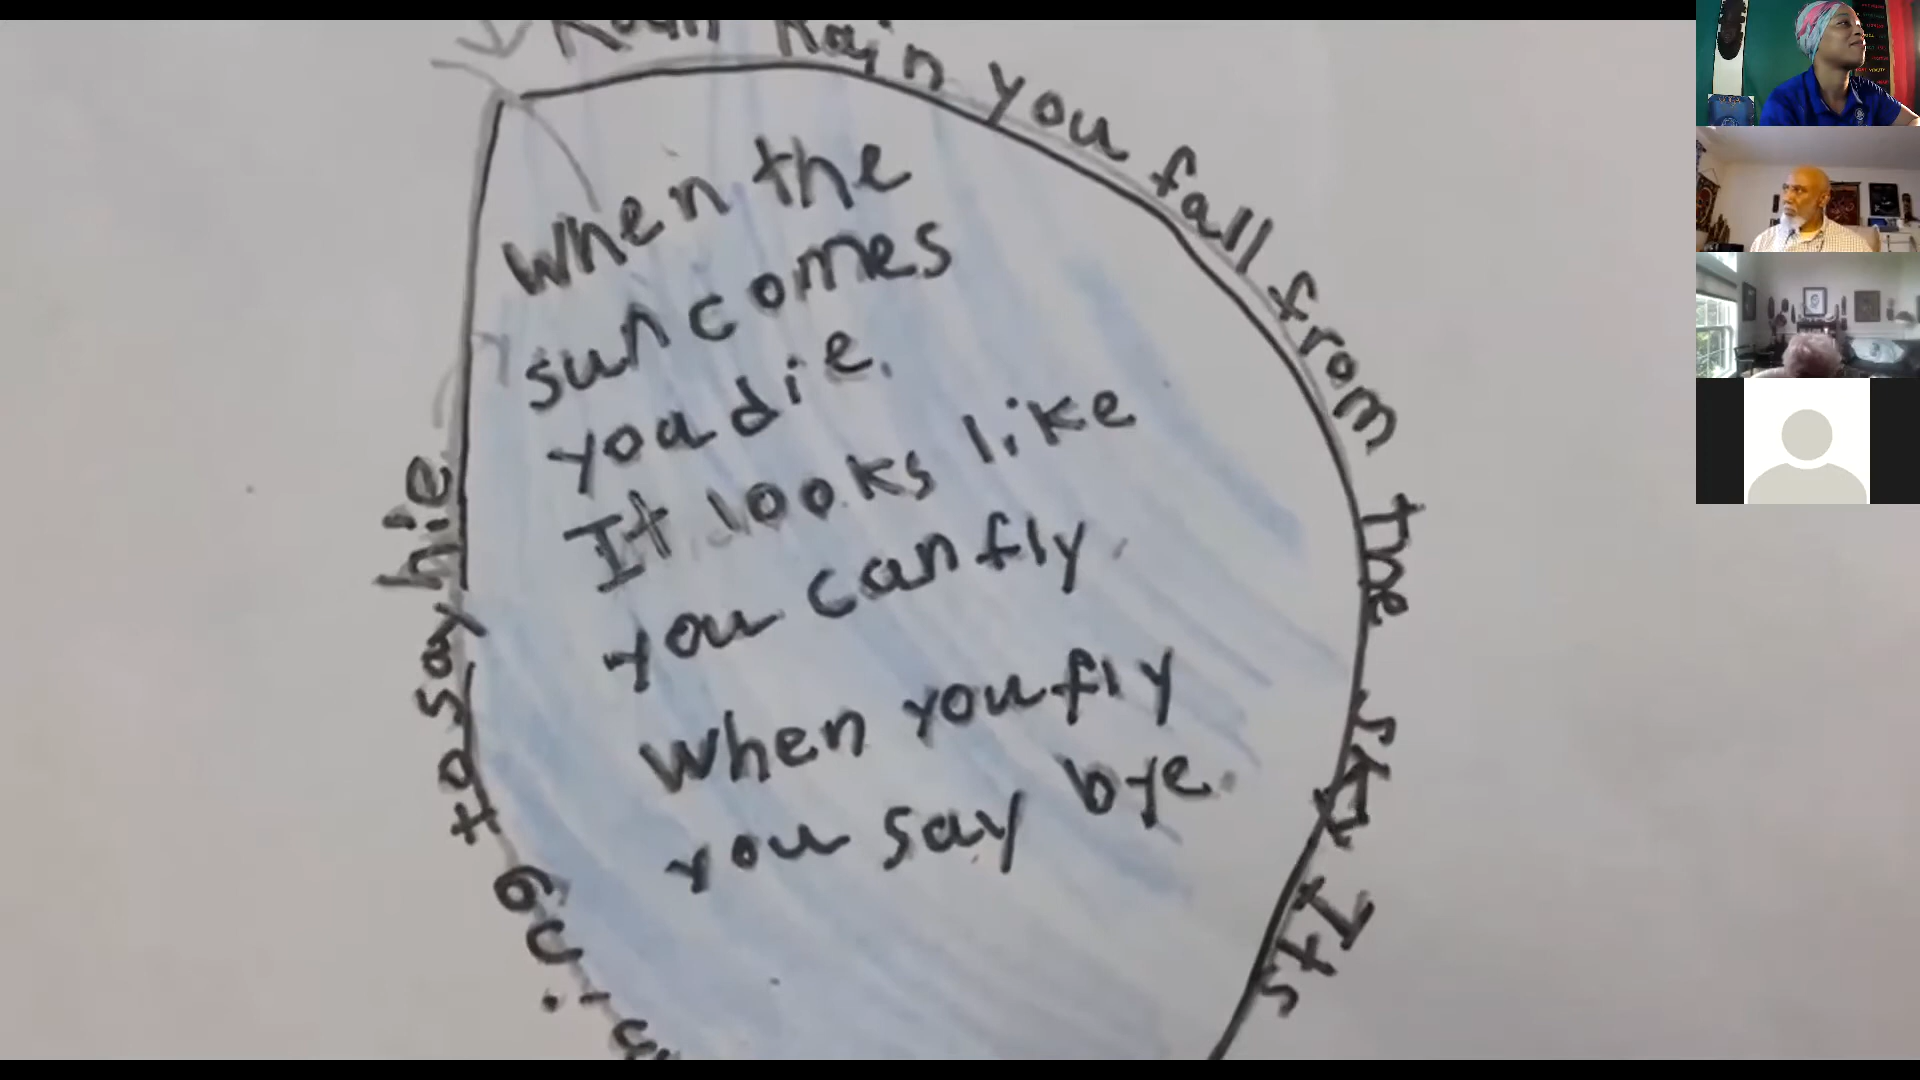 Rain Rain you fall from the sky Its
to say hie
When the
sun comes
you die.
It looks like
you can fly.
When you fly
you say bye.